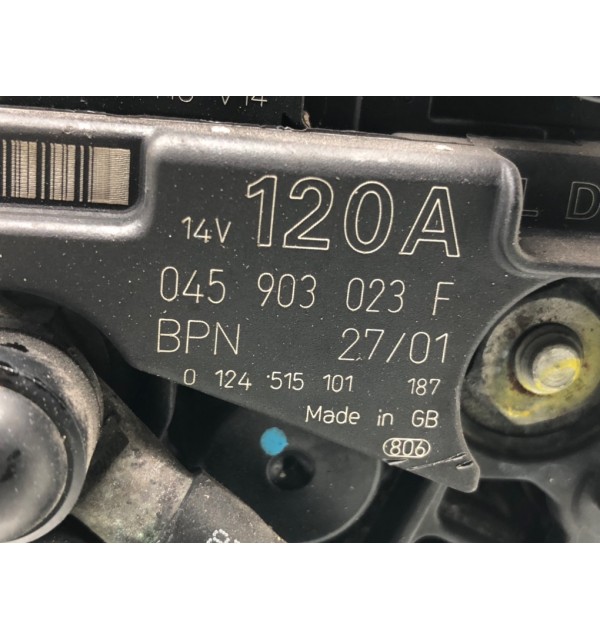 14V 120A
045 903 023 F
BPN 27/01
0 124 515 101 187
Made in GB
806
L D